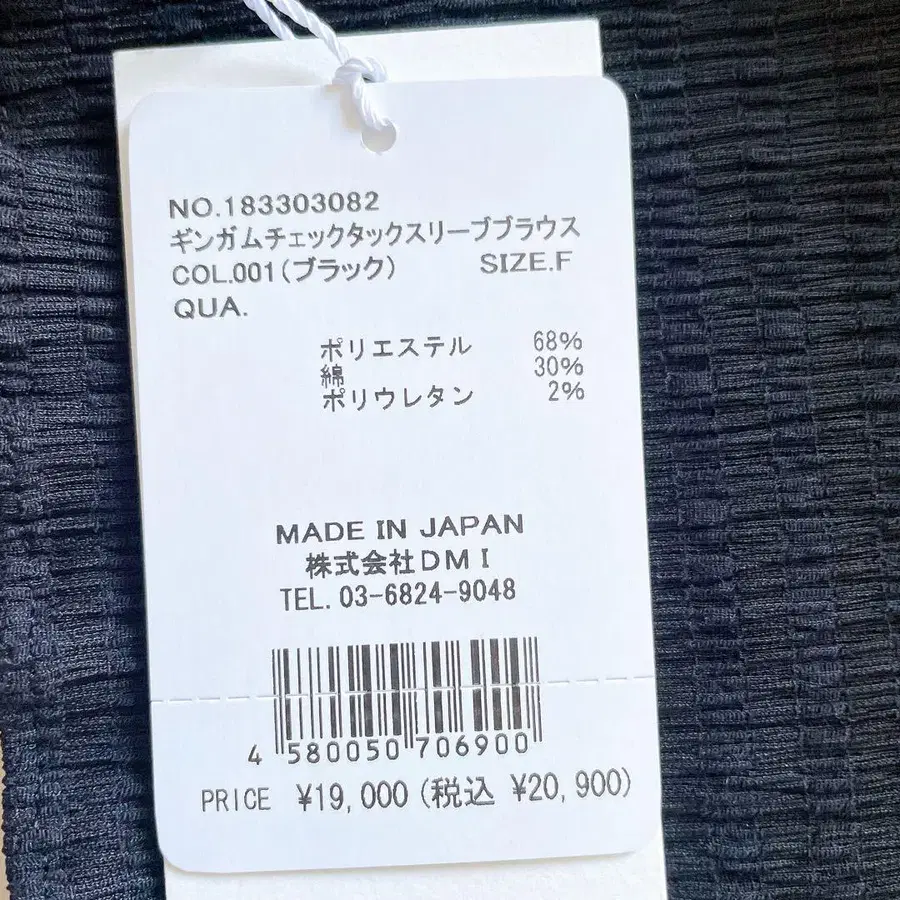 NO.183303082
ギンガムチェックタックスリーブブラウス
COL.001(ブラック) SIZE.F
QUA.
ポリエステル 68%
綿 30%
ポリウレタン 2%
MADE IN JAPAN
株式会社DMI
TEL. 03-6824-9048
4 580050 706900
PRICE ¥19,000 (税込 ¥20,900)